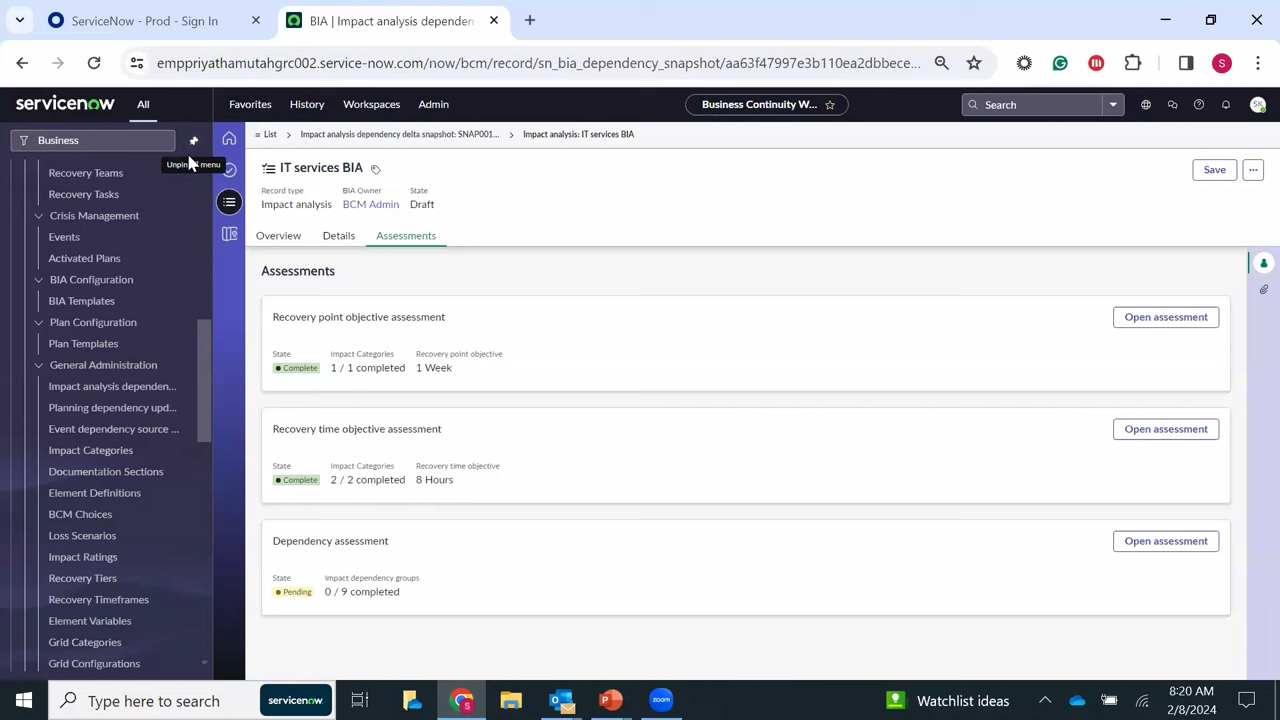 ServiceNow - Prod - Sign In
BIA | Impact analysis dependen
emppriyathamutahgrc002.service-now.com/now/bcm/record/sn_bia_dependency_snapshot/aa63f47997e3b110ea2dbbece...
servicenow
All
Favorites
History
Workspaces
Admin
Business Continuity W...
Search
SK
Business
Unpin menu
Recovery Teams
Recovery Tasks
Crisis Management
Events
Activated Plans
BIA Configuration
BIA Templates
Plan Configuration
Plan Templates
General Administration
Impact analysis dependen...
Planning dependency upd...
Event dependency source ...
Impact Categories
Documentation Sections
Element Definitions
BCM Choices
Loss Scenarios
Impact Ratings
Recovery Tiers
Recovery Timeframes
Element Variables
Grid Categories
Grid Configurations
List
Impact analysis dependency delta snapshot: SNAP001...
Impact analysis: IT services BIA
IT services BIA
Save
Record type BIA Owner State
Impact analysis BCM Admin Draft
Overview Details Assessments
Assessments
Recovery point objective assessment
Open assessment
State Impact Categories Recovery point objective
Complete 1 / 1 completed 1 Week
Recovery time objective assessment
Open assessment
State Impact Categories Recovery time objective
Complete 2 / 2 completed 8 Hours
Dependency assessment
Open assessment
State Impact dependency groups
Pending 0 / 9 completed
Type here to search
servicenow.
zoom
Watchlist ideas
8:20 AM
2/8/2024